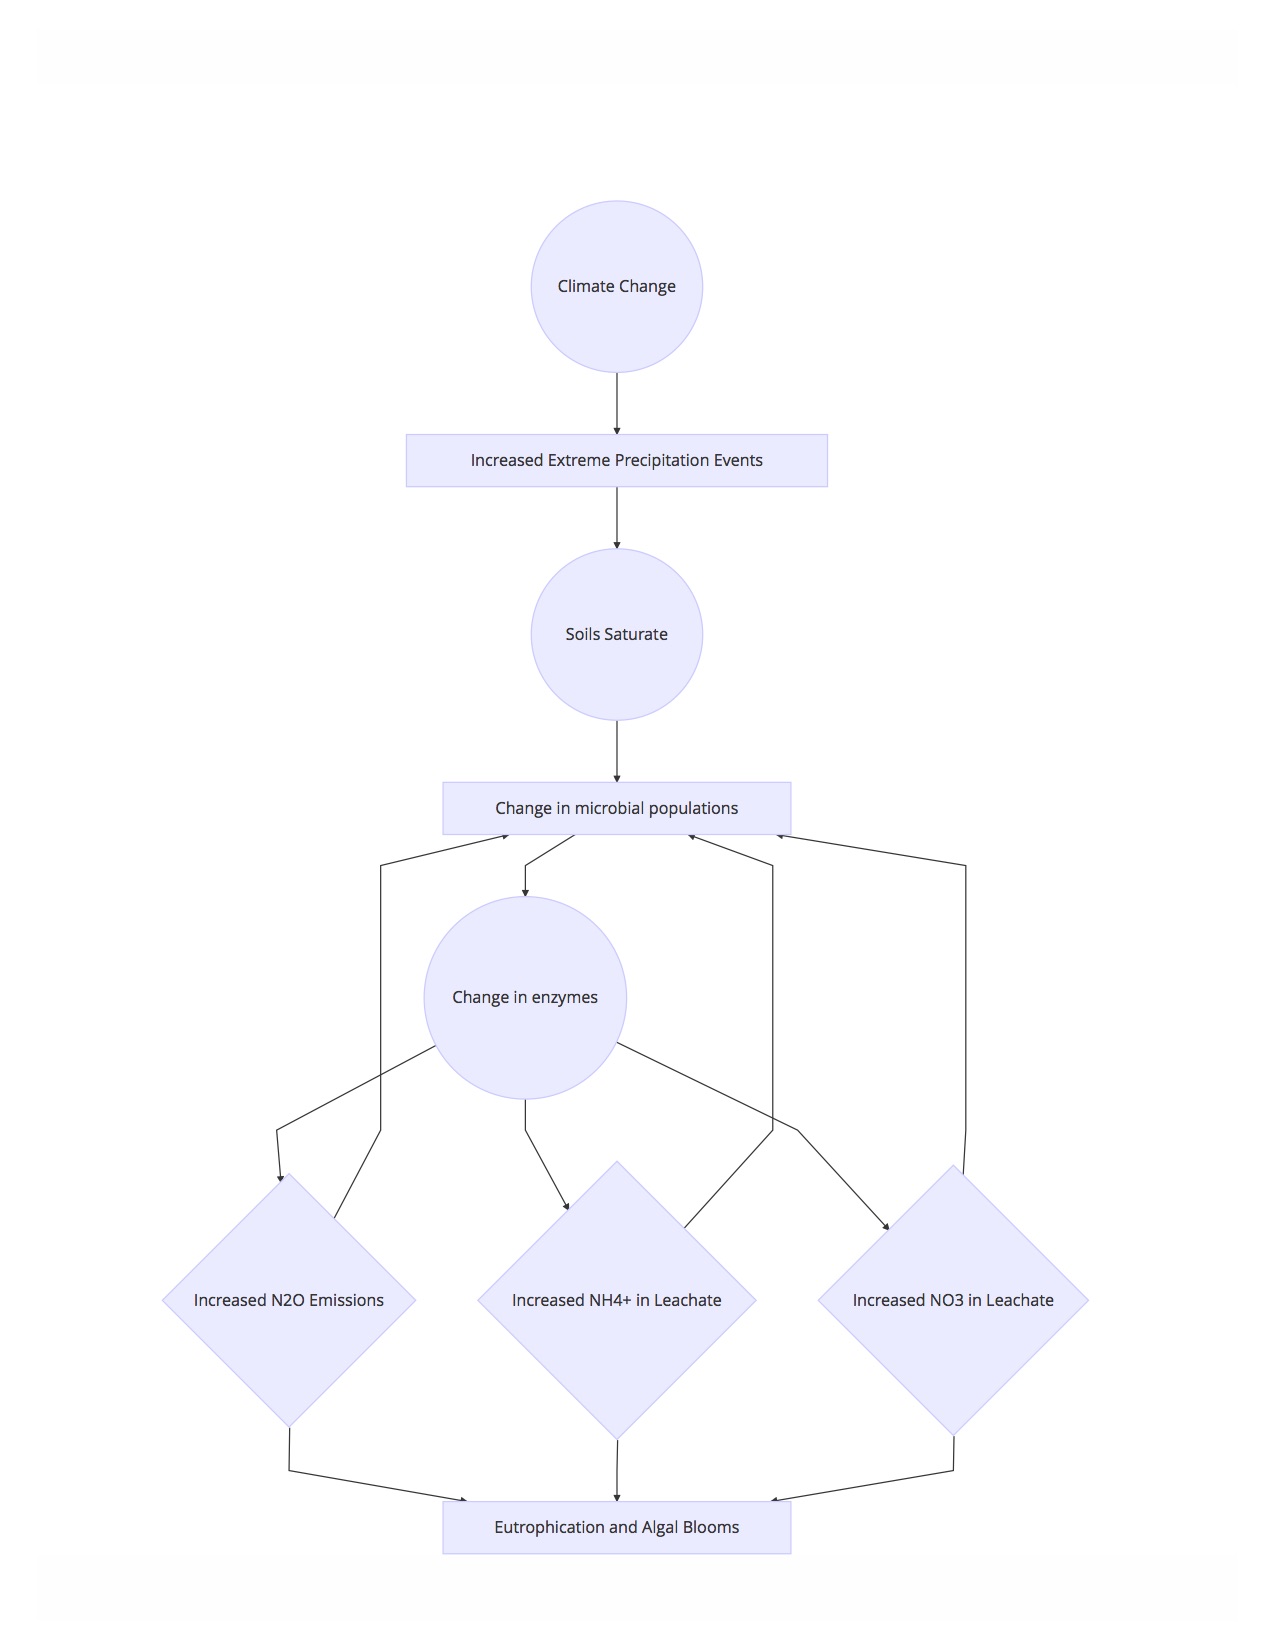 Climate Change
Increased Extreme Precipitation Events
Soils Saturate
Change in microbial populations
Change in enzymes
Increased N2O Emissions
Increased NH4+ in Leachate
Increased NO3 in Leachate
Eutrophication and Algal Blooms